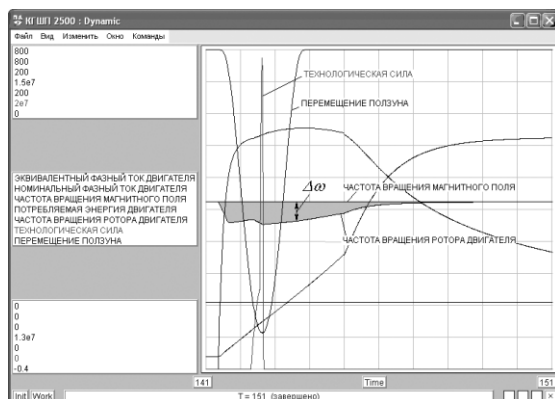 КГШП 2500 : Dynamic
Файл Вид Изменить Окно Команды
800
800
200
1.5e7
200
2e7
0
ЭКВИВАЛЕНТНЫЙ ФАЗНЫЙ ТОК ДВИГАТЕЛЯ
НОМИНАЛЬНЫЙ ФАЗНЫЙ ТОК ДВИГАТЕЛЯ
ЧАСТОТА ВРАЩЕНИЯ МАГНИТНОГО ПОЛЯ
ПОТРЕБЛЯЕМАЯ ЭНЕРГИЯ ДВИГАТЕЛЯ
ЧАСТОТА ВРАЩЕНИЯ РОТОРА ДВИГАТЕЛЯ
ТЕХНОЛОГИЧЕСКАЯ СИЛА
ПЕРЕМЕЩЕНИЕ ПОЛЗУНА
0
0
0
1.3e7
0
0
-0.4
ТЕХНОЛОГИЧЕСКАЯ СИЛА
ПЕРЕМЕЩЕНИЕ ПОЛЗУНА
Δω
ЧАСТОТА ВРАЩЕНИЯ МАГНИТНОГО ПОЛЯ
ЧАСТОТА ВРАЩЕНИЯ РОТОРА ДВИГАТЕЛЯ
141 Time 151
Init Work T = 151 (завершено)